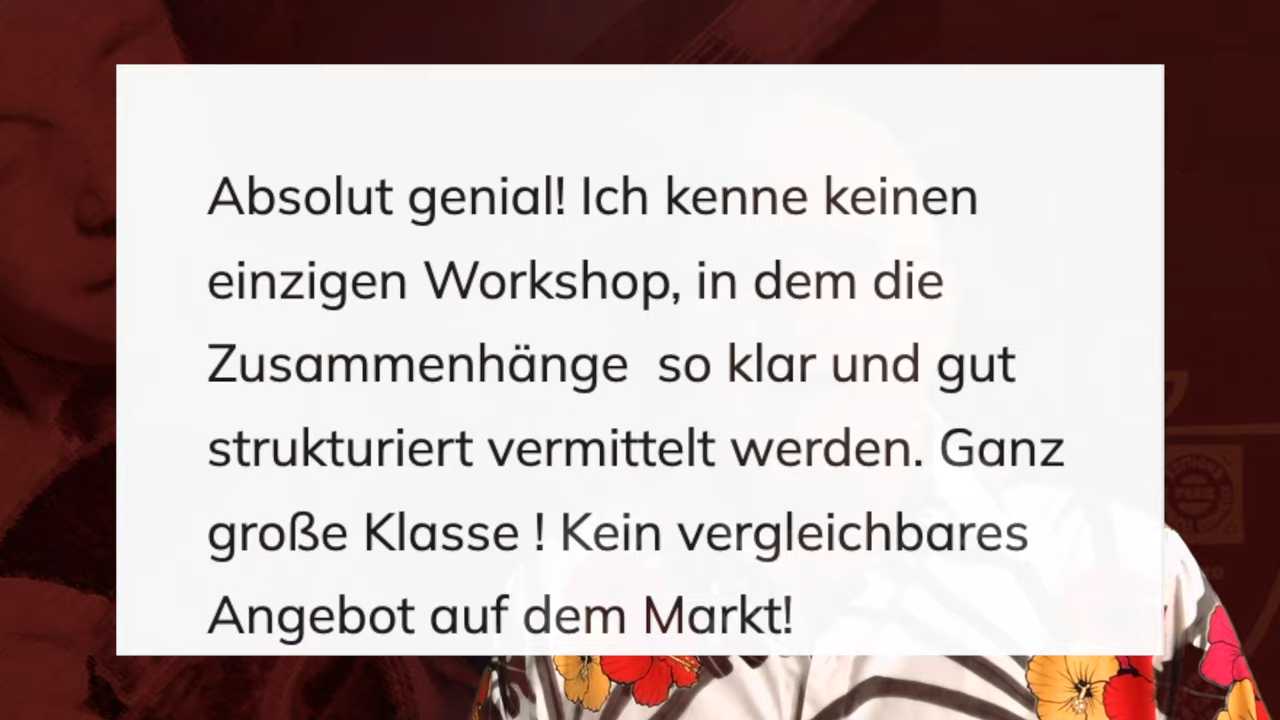 Absolut genial! Ich kenne keinen
einzigen Workshop, in dem die
Zusammenhänge  so klar und gut
strukturiert vermittelt werden. Ganz
große Klasse ! Kein vergleichbares
Angebot auf dem Markt!